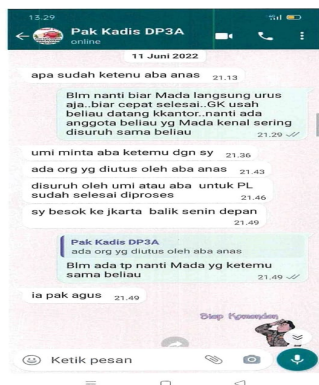 13.29
Pak Kadis DP3A
online
11 Juni 2022
apa sudah ketenu aba anas 21.13
Blm nanti biar Mada langsung urus
aja..biar cepat selesai..GK usah
beliau datang kkantor..nanti ada
anggota beliau yg Mada kenal sering
disuruh sama beliau 21.29
umi minta aba ketemu dgn sy 21.36
ada org yg diutus oleh aba anas 21.43
disuruh oleh umi atau aba untuk PL
sudah selesai diproses 21.46
sy besok ke jkarta balik senin depan
21.49
Pak Kadis DP3A
ada org yg diutus oleh aba anas
Blm ada tp nanti Mada yg ketemu
sama beliau 21.49
ia pak agus 21.49
Siap Komandan
Ketik pesan